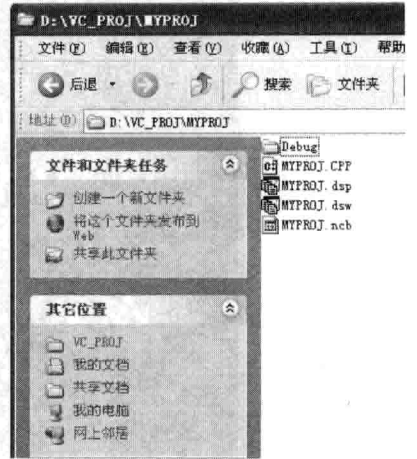 D:\VC_PROJ\MYPROJ
文件(F) 编辑(E) 查看(V) 收藏(A) 工具(T) 帮助
后退 搜索 文件夹
地址(D) D:\VC_PROJ\MYPROJ
文件和文件夹任务
创建一个新文件夹
将这个文件夹发布到
Web
共享此文件夹
其它位置
VC_PROJ
我的文档
共享文档
我的电脑
网上邻居
Debug
MYPROJ.CPP
MYPROJ.dsp
MYPROJ.dsw
MYPROJ.ncb